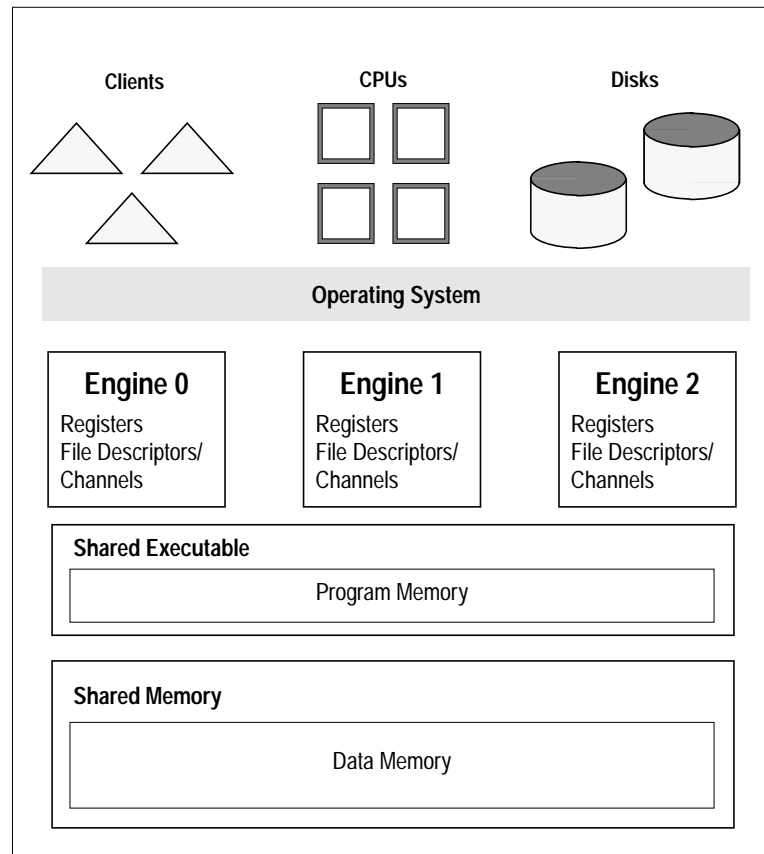 Clients
CPUs
Disks
Operating System
Engine 0
Registers
File Descriptors/
Channels
Engine 1
Registers
File Descriptors/
Channels
Engine 2
Registers
File Descriptors/
Channels
Shared Executable
Program Memory
Shared Memory
Data Memory